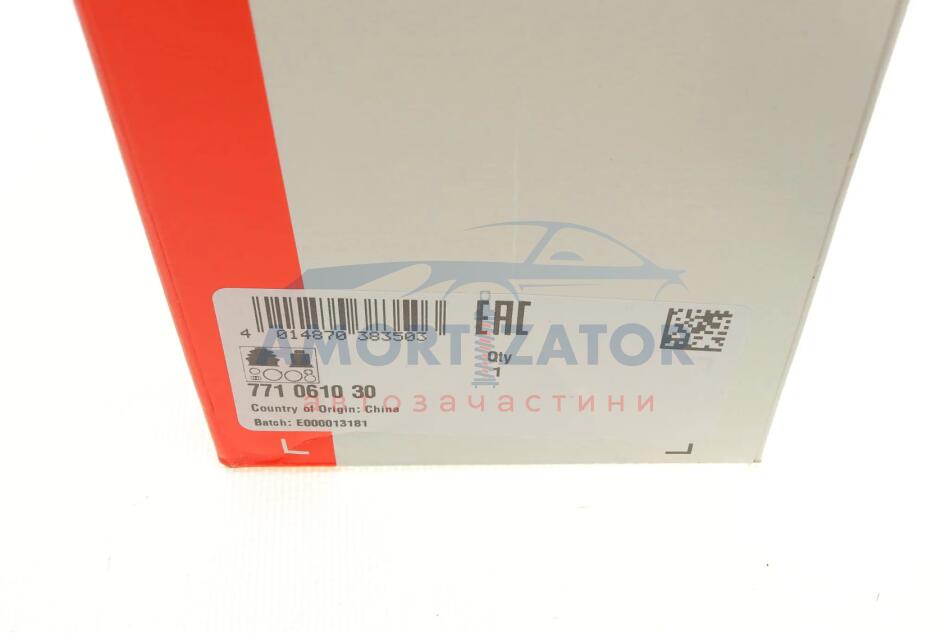 4 014870 383503
EAC
Qty
1
771 0610 30
Country of Origin: China
Batch: E000013181
AMORTIZATOR
автозачастини